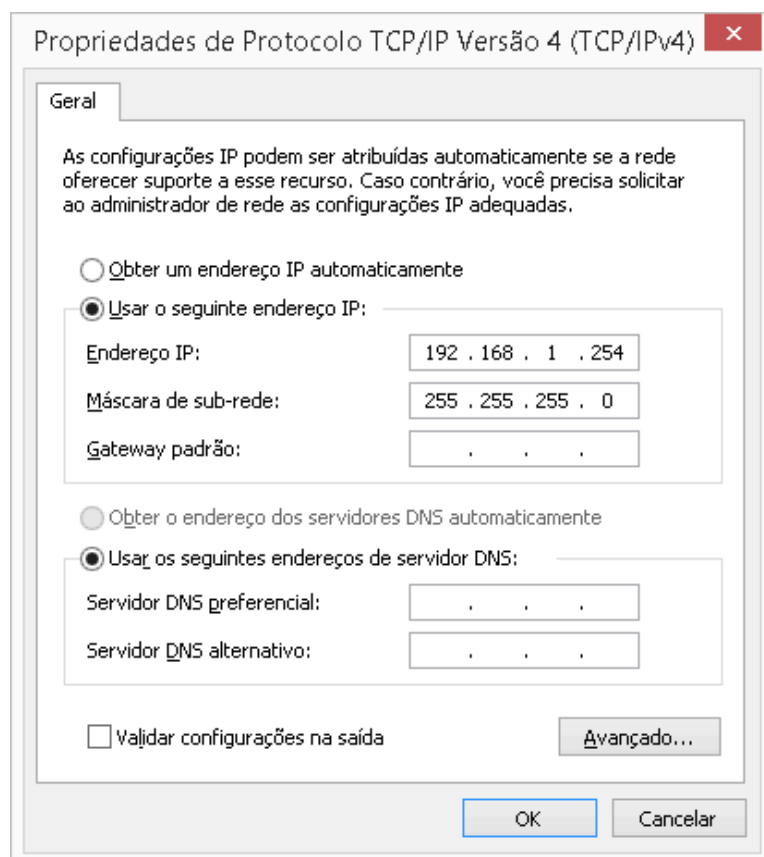 Propriedades de Protocolo TCP/IP Versão 4 (TCP/IPv4)
Geral
As configurações IP podem ser atribuídas automaticamente se a rede
oferecer suporte a esse recurso. Caso contrário, você precisa solicitar
ao administrador de rede as configurações IP adequadas.
Obter um endereço IP automaticamente
Usar o seguinte endereço IP:
Endereço IP: 192 . 168 . 1 . 254
Máscara de sub-rede: 255 . 255 . 255 . 0
Gateway padrão: . . .
Obter o endereço dos servidores DNS automaticamente
Usar os seguintes endereços de servidor DNS:
Servidor DNS preferencial: . . .
Servidor DNS alternativo: . . .
Validar configurações na saída
Avançado...
OK
Cancelar